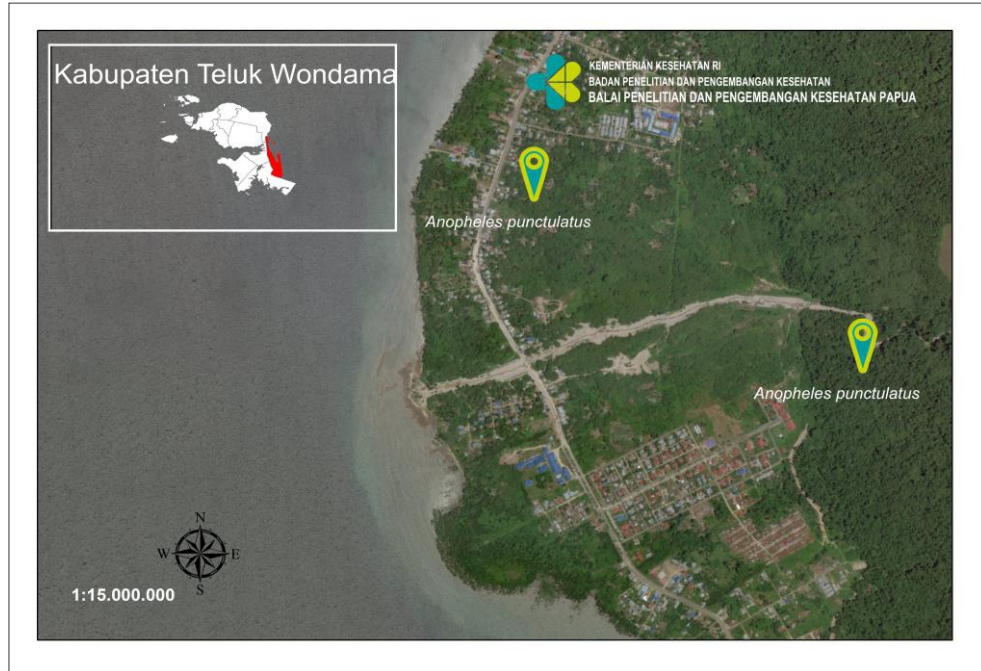 Kabupaten Teluk Wondama
KEMENTERIAN KESEHATAN RI
BADAN PENELITIAN DAN PENGEMBANGAN KESEHATAN
BALAI PENELITIAN DAN PENGEMBANGAN KESEHATAN PAPUA
Anopheles punctulatus
Anopheles punctulatus
N
W E
S
1:15.000.000